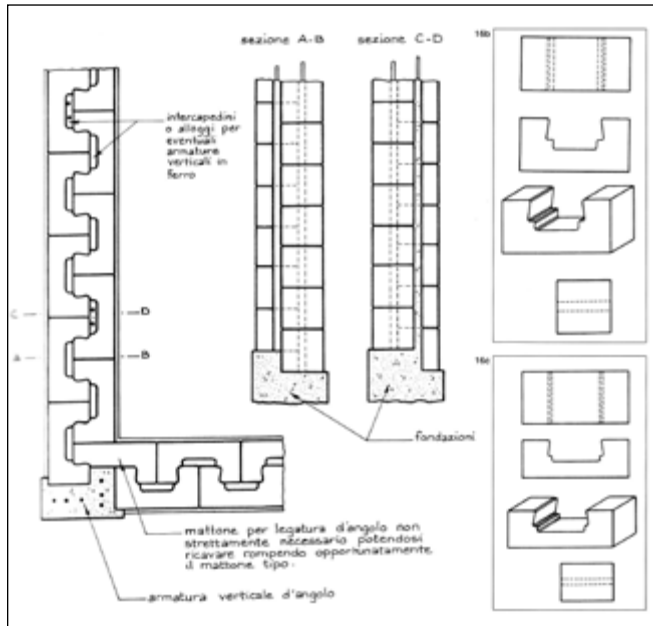 sezione A-B
sezione C-D
16b
intercapedini
o alloggi per
eventuali
armature
verticali in
ferro
C
D
A
B
16c
fondazioni
mattone per legatura d'angolo non
strettamente necessario potendosi
ricavare rompendo opportunatamente
il mattone tipo.
armatura verticale d'angolo